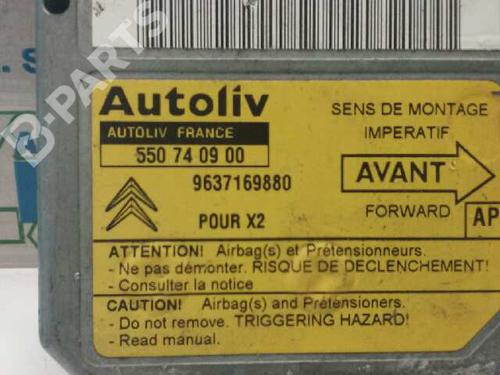 B-PARTS
Autoliv
AUTOLIV FRANCE
550 74 09 00
9637169880
POUR X2
SENS DE MONTAGE
IMPERATIF
AVANT
FORWARD
AP
ATTENTION! Airbag(s) et Prétensionneurs.
- Ne pas démonter. RISQUE DE DECLENCHEMENT!
- Consulter la notice
CAUTION! Airbag(s) and Pretensioners.
- Do not remove. TRIGGERING HAZARD!
- Read manual.